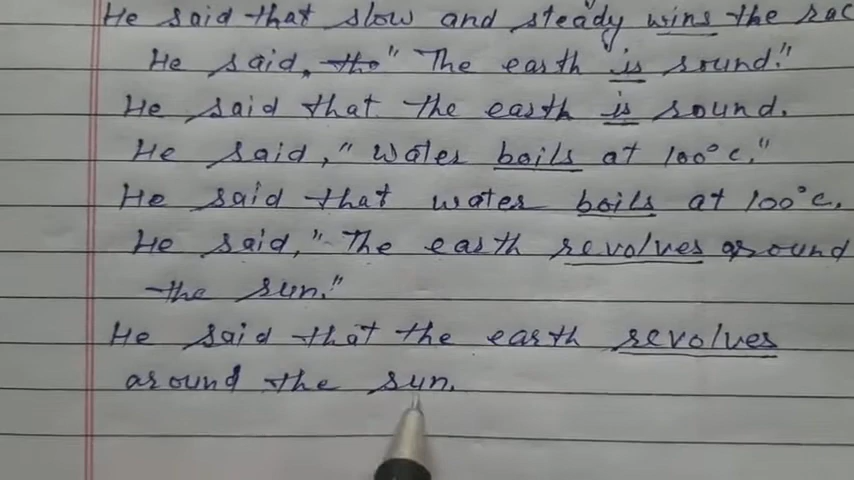 He said that slow and steady wins the rac
He said, tho "The earth is round."
He said that the earth is round.
He said, "Water boils at 100°c."
He said that water boils at 100°c.
He said, "The earth revolves around
the sun."
He said that the earth revolves
around the sun.